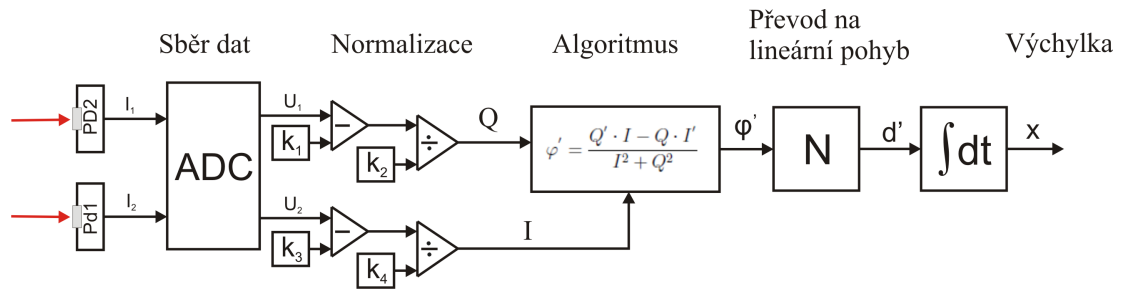 Sběr dat
Normalizace
Algoritmus
Převod na
lineární pohyb
Výchylka
PD2
I₁
ADC
U₁
k₁
−
k₂
÷
Q
φ' = (Q' · I − Q · I') / (I² + Q²)
φ'
N
d'
∫dt
x
Pd1
I₂
U₂
k₃
−
k₄
÷
I